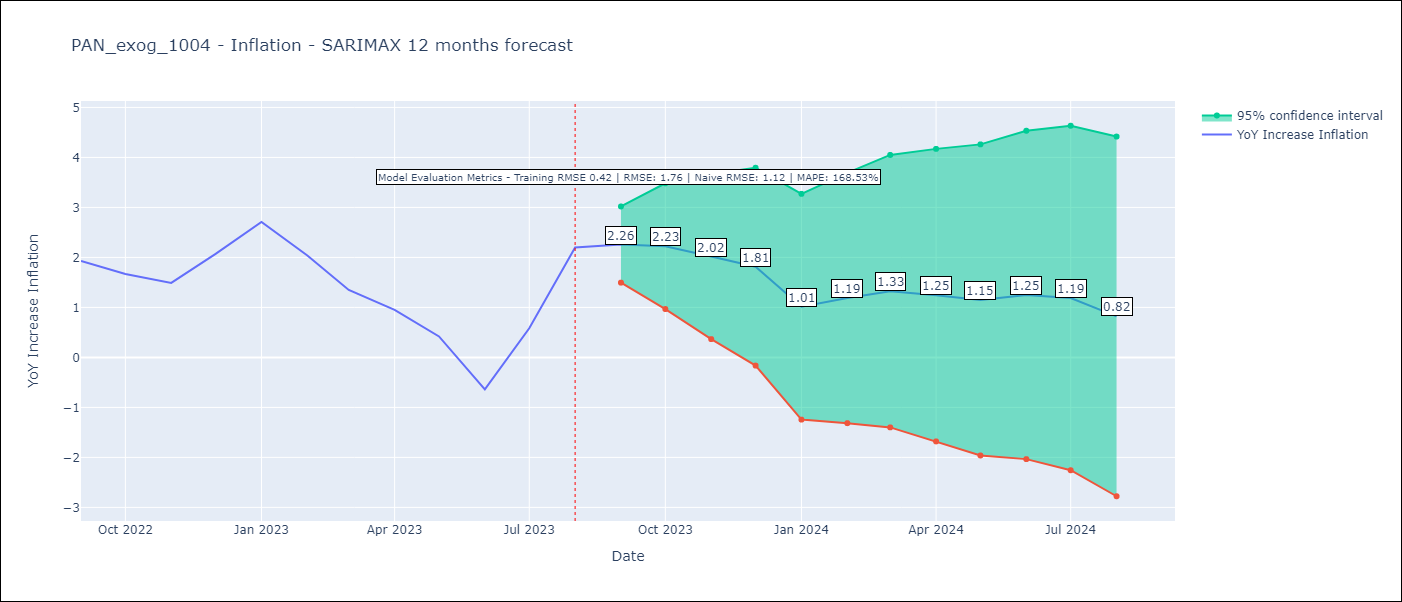 PAN_exog_1004 - Inflation - SARIMAX 12 months forecast
95% confidence interval
YoY Increase Inflation
Model Evaluation Metrics - Training RMSE 0.42 | RMSE: 1.76 | Naive RMSE: 1.12 | MAPE: 168.53%
YoY Increase Inflation
5
4
3
2
1
0
−1
−2
−3
2.26
2.23
2.02
1.81
1.01
1.19
1.33
1.25
1.15
1.25
1.19
0.82
Oct 2022
Jan 2023
Apr 2023
Jul 2023
Oct 2023
Jan 2024
Apr 2024
Jul 2024
Date